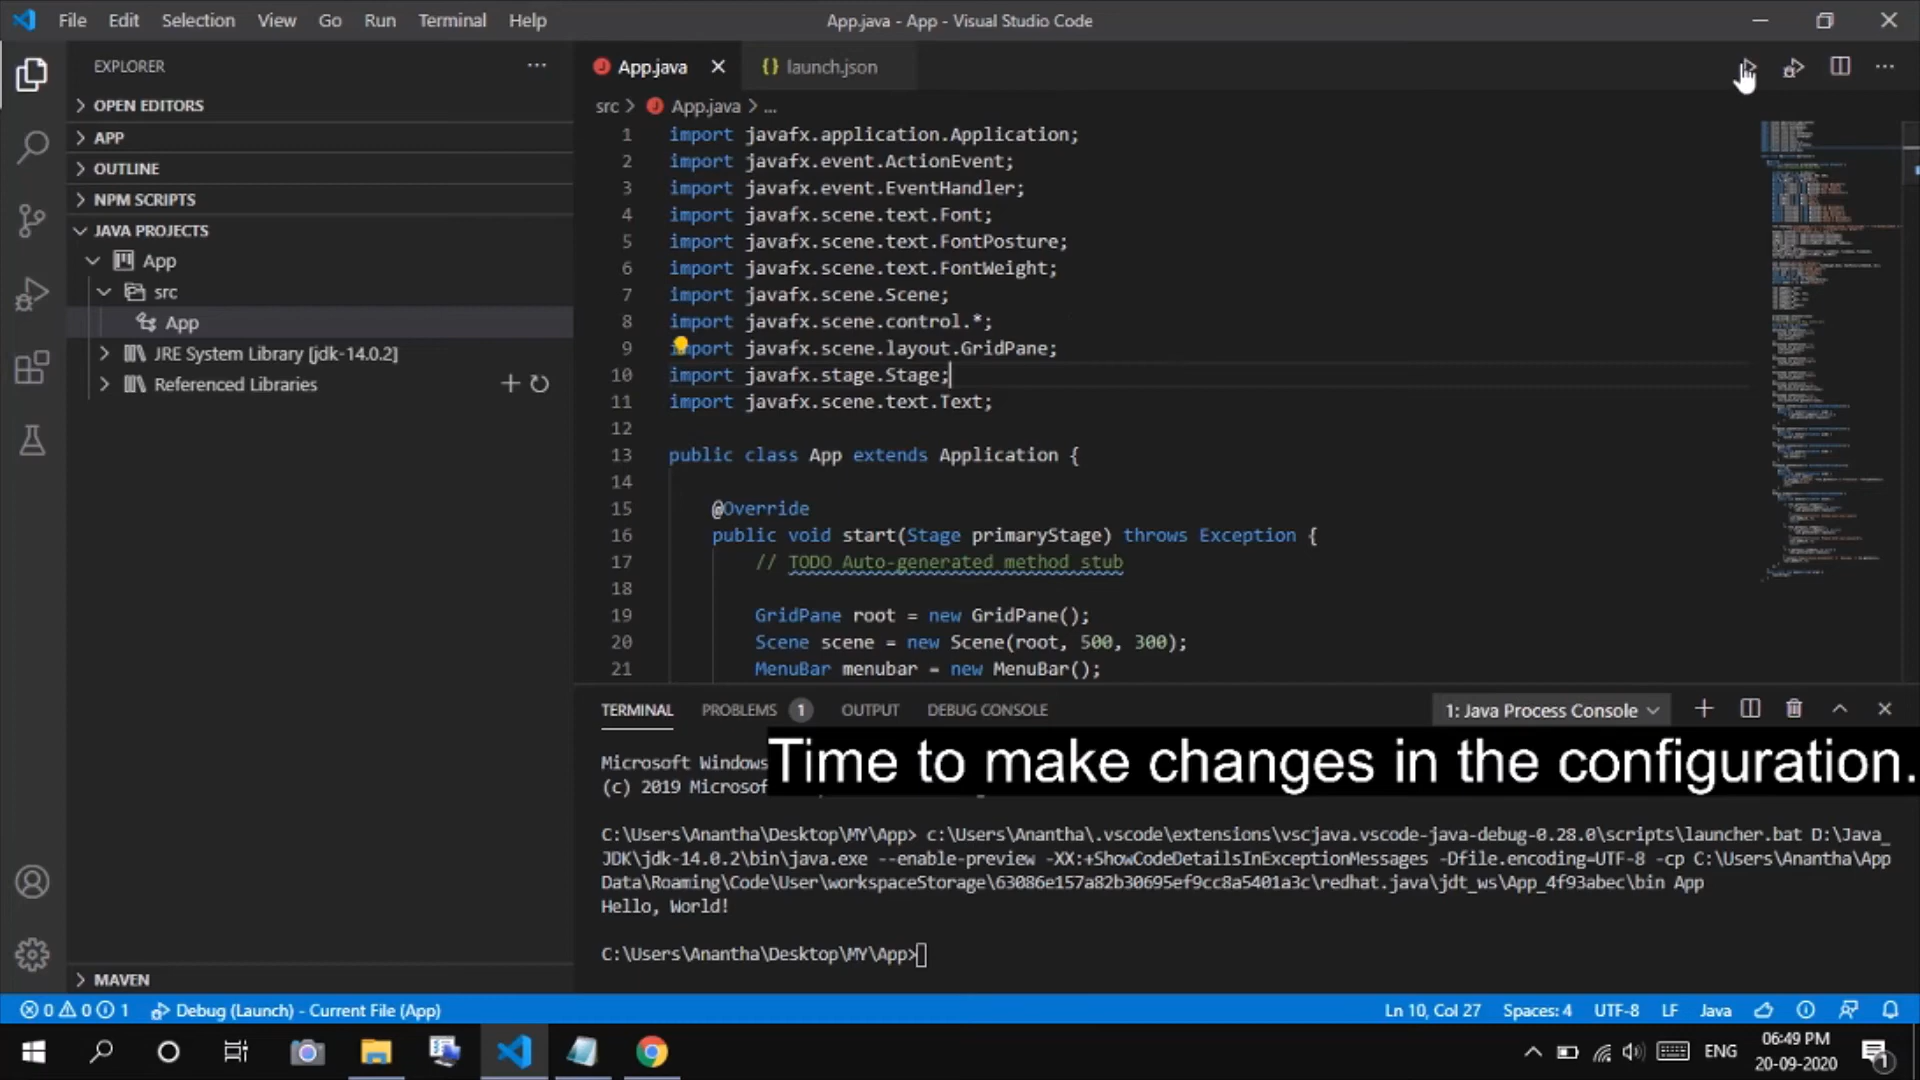 File Edit Selection View Go Run Terminal Help
App.java - App - Visual Studio Code
EXPLORER
OPEN EDITORS
APP
OUTLINE
NPM SCRIPTS
JAVA PROJECTS
App
src
App
JRE System Library [jdk-14.0.2]
Referenced Libraries
MAVEN
App.java
launch.json
src > App.java > ...
1 import javafx.application.Application;
2 import javafx.event.ActionEvent;
3 import javafx.event.EventHandler;
4 import javafx.scene.text.Font;
5 import javafx.scene.text.FontPosture;
6 import javafx.scene.text.FontWeight;
7 import javafx.scene.Scene;
8 import javafx.scene.control.*;
9 import javafx.scene.layout.GridPane;
10 import javafx.stage.Stage;
11 import javafx.scene.text.Text;
12
13 public class App extends Application {
14
15 @Override
16 public void start(Stage primaryStage) throws Exception {
17 // TODO Auto-generated method stub
18
19 GridPane root = new GridPane();
20 Scene scene = new Scene(root, 500, 300);
21 MenuBar menubar = new MenuBar();
TERMINAL PROBLEMS 1 OUTPUT DEBUG CONSOLE
1: Java Process Console
Microsoft Windows
Time to make changes in the configuration.
(c) 2019
C:\Users\Anantha\Desktop\MY\App> c:\Users\Anantha\.vscode\extensions\vscjava.vscode-java-debug-0.28.0\scripts\launcher.bat D:\Java_
JDK\jdk-14.0.2\bin\java.exe --enable-preview -XX:+ShowCodeDetailsInExceptionMessages -Dfile.encoding=UTF-8 -cp C:\Users\Anantha\App
Data\Roaming\Code\User\workspaceStorage\63086e157a82b30695ef9cc8a5401a3c\redhat.java\jdt_ws\App_4f93abec\bin App
Hello, World!
C:\Users\Anantha\Desktop\MY\App>
0 0 1 Debug (Launch) - Current File (App)
Ln 10, Col 27 Spaces: 4 UTF-8 LF Java
ENG
06:49 PM
20-09-2020
1